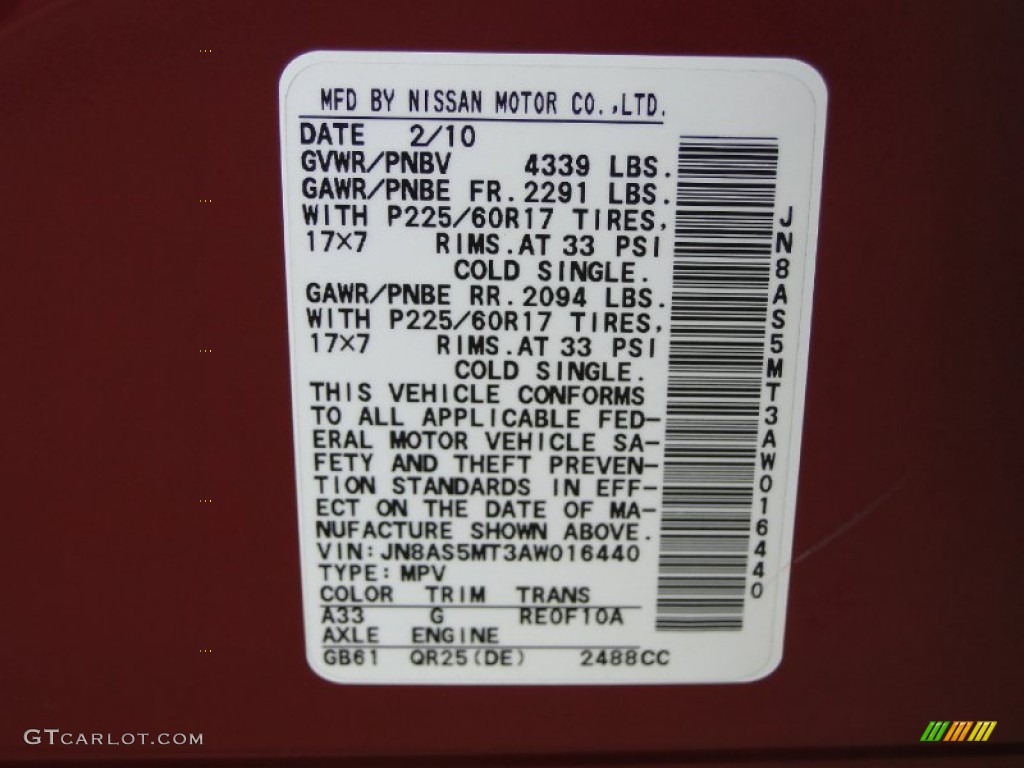 MFD BY NISSAN MOTOR CO.,LTD.
DATE 2/10
GVWR/PNBV 4339 LBS.
GAWR/PNBE FR.2291 LBS.
WITH P225/60R17 TIRES,
17×7 RIMS.AT 33 PSI
COLD SINGLE.
GAWR/PNBE RR.2094 LBS.
WITH P225/60R17 TIRES,
17×7 RIMS.AT 33 PSI
COLD SINGLE.
THIS VEHICLE CONFORMS
TO ALL APPLICABLE FED-
ERAL MOTOR VEHICLE SA-
FETY AND THEFT PREVEN-
TION STANDARDS IN EFF-
ECT ON THE DATE OF MA-
NUFACTURE SHOWN ABOVE.
VIN:JN8AS5MT3AW016440
TYPE:MPV
COLOR TRIM TRANS
A33 G RE0F10A
AXLE ENGINE
GB61 QR25(DE) 2488CC
JN8AS5MT3AW016440
GTCARLOT.COM